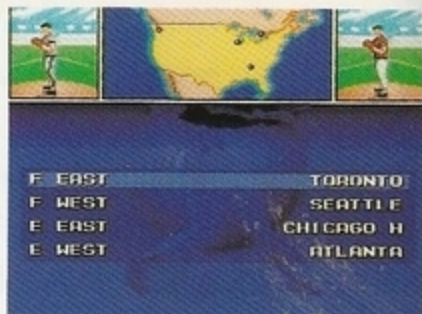 F EAST TORONTO
F WEST SEATTLE
E EAST CHICAGO H
E WEST ATLANTA